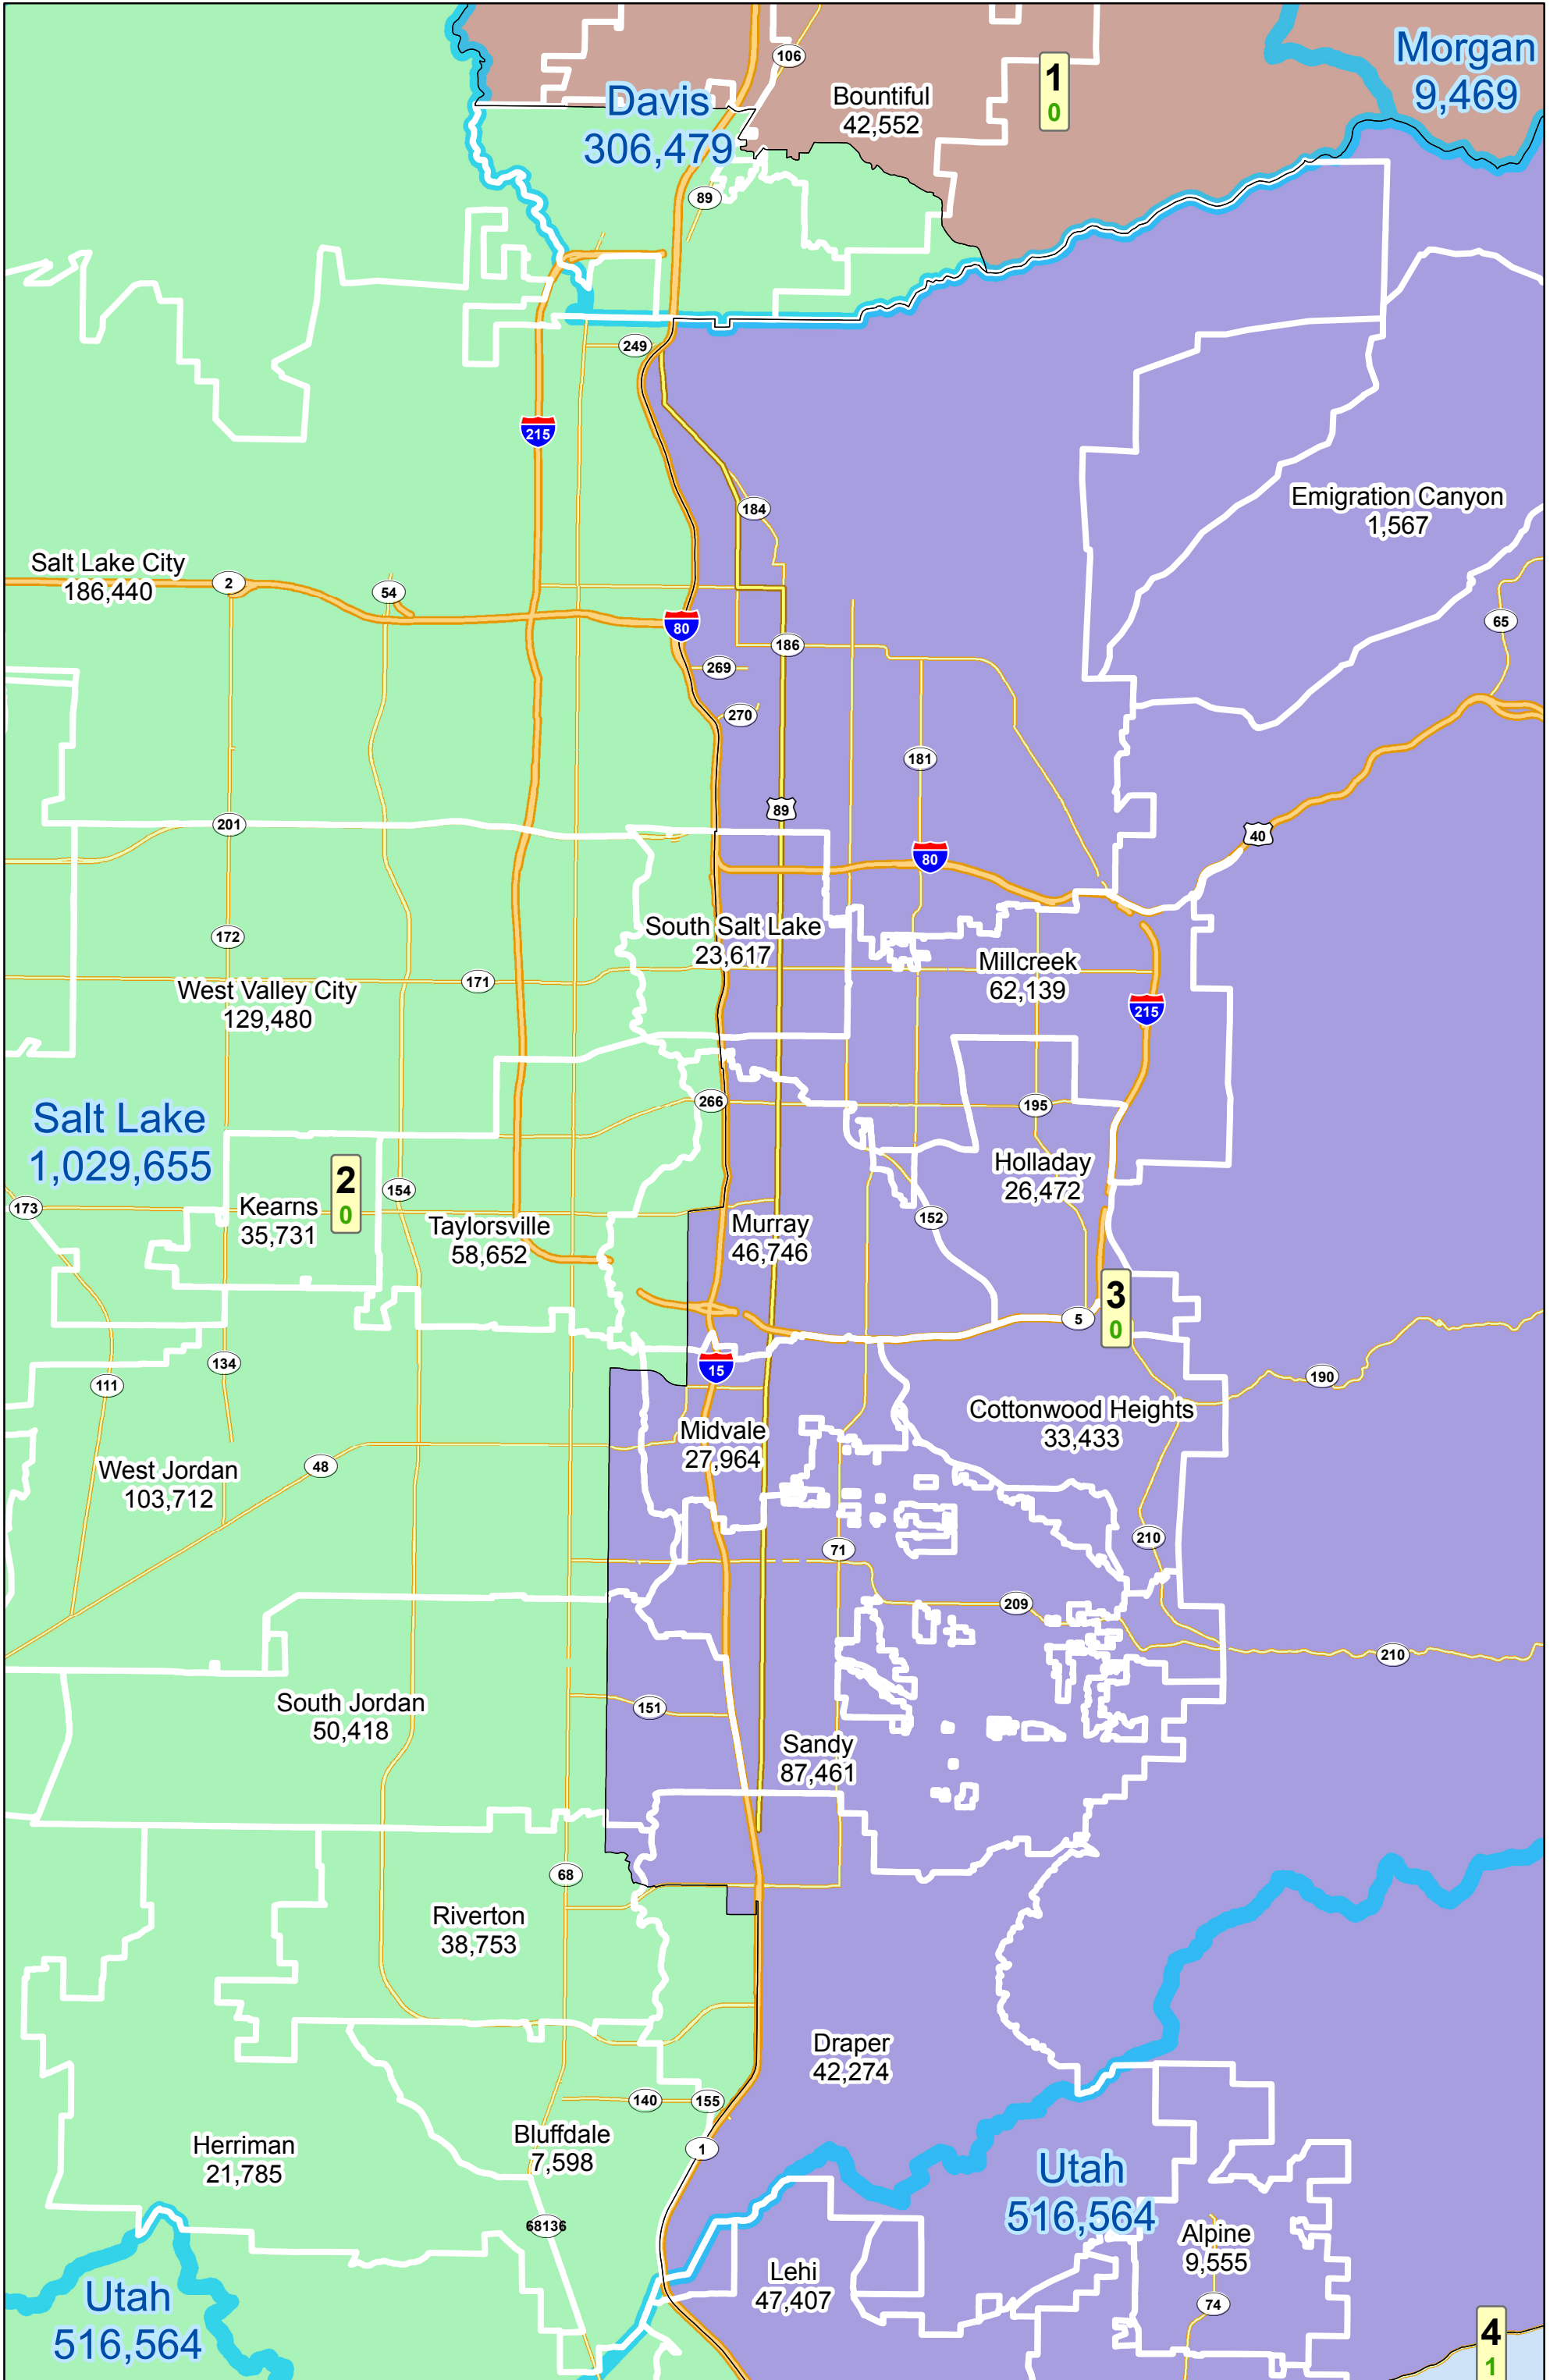 Morgan
9,469
106
1
0
Davis
306,479
Bountiful
42,552
89
249
215
184
Emigration Canyon
1,567
Salt Lake City
186,440
2
54
80
65
186
269
270
181
89
201
40
80
South Salt Lake
23,617
172
Millcreek
62,139
171
West Valley City
129,480
215
266
195
Salt Lake
1,029,655
2
0
154
Holladay
26,472
173
Kearns
35,731
Taylorsville
58,652
Murray
46,746
152
3
0
5
134
15
190
111
Cottonwood Heights
33,433
Midvale
27,964
48
West Jordan
103,712
210
71
209
210
South Jordan
50,418
151
Sandy
87,461
68
Riverton
38,753
Draper
42,274
140
155
Bluffdale
7,598
1
Herriman
21,785
Utah
516,564
68136
Alpine
9,555
Lehi
47,407
Utah
516,564
74
4
1